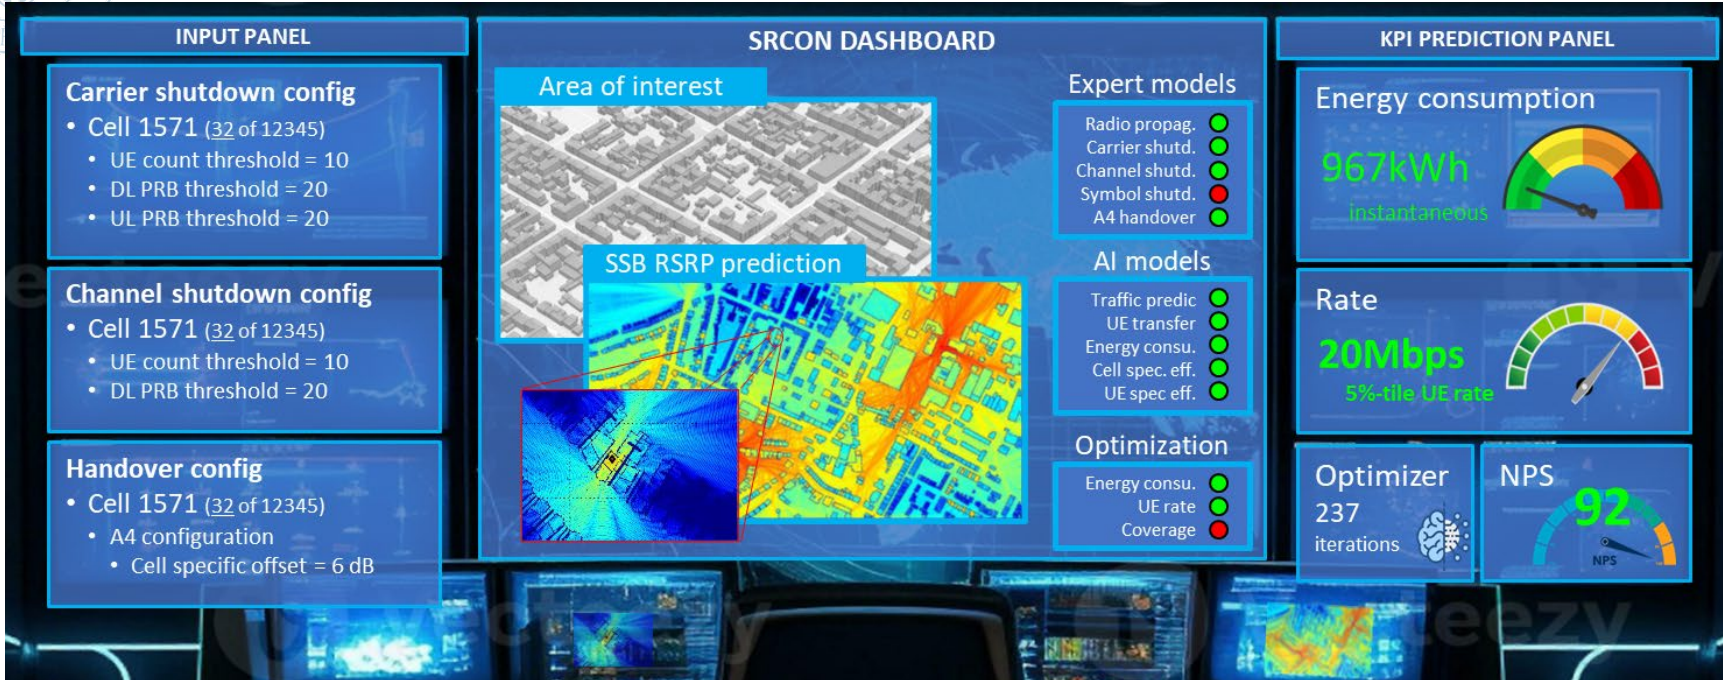 INPUT PANEL
Carrier shutdown config
• Cell 1571 (32 of 12345)
• UE count threshold = 10
• DL PRB threshold = 20
• UL PRB threshold = 20
Channel shutdown config
• Cell 1571 (32 of 12345)
• UE count threshold = 10
• DL PRB threshold = 20
Handover config
• Cell 1571 (32 of 12345)
• A4 configuration
• Cell specific offset = 6 dB
SRCON DASHBOARD
Area of interest
SSB RSRP prediction
Expert models
Radio propag.
Carrier shutd.
Channel shutd.
Symbol shutd.
A4 handover
AI models
Traffic predic
UE transfer
Energy consu.
Cell spec. eff.
UE spec eff.
Optimization
Energy consu.
UE rate
Coverage
KPI PREDICTION PANEL
Energy consumption
967kWh
instantaneous
Rate
20Mbps
5%-tile UE rate
Optimizer
237
iterations
NPS
92
NPS